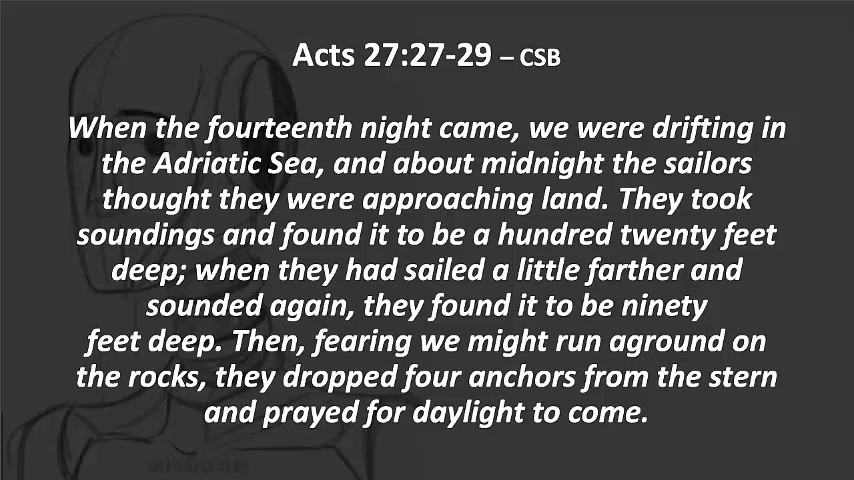 Acts 27:27-29 – CSB
When the fourteenth night came, we were drifting in
the Adriatic Sea, and about midnight the sailors
thought they were approaching land. They took
soundings and found it to be a hundred twenty feet
deep; when they had sailed a little farther and
sounded again, they found it to be ninety
feet deep. Then, fearing we might run aground on
the rocks, they dropped four anchors from the stern
and prayed for daylight to come.